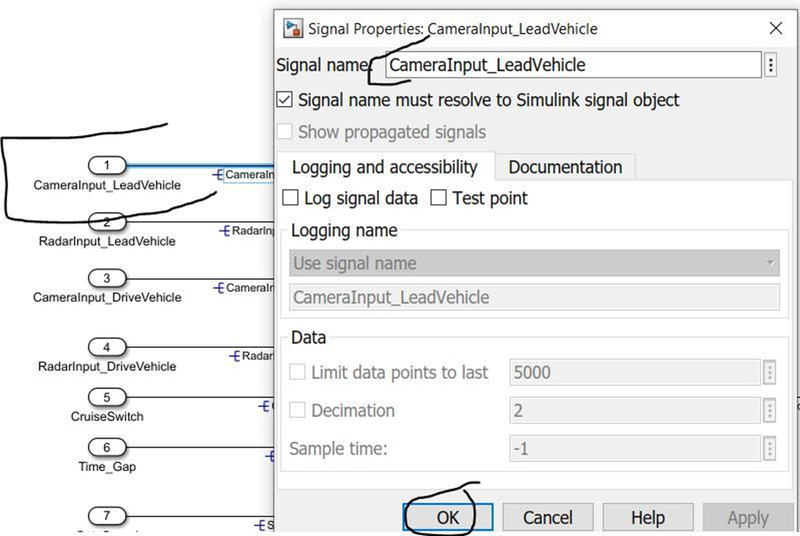 Signal Properties: CameraInput_LeadVehicle
Signal name: CameraInput_LeadVehicle
Signal name must resolve to Simulink signal object
Show propagated signals
Logging and accessibility Documentation
Log signal data Test point
Logging name
Use signal name
CameraInput_LeadVehicle
Data
Limit data points to last 5000
Decimation 2
Sample time: -1
OK Cancel Help Apply
1
CameraInput_LeadVehicle
CameraIn
2
RadarInput_LeadVehicle
RadarInp
3
CameraInput_DriveVehicle
CameraIn
4
RadarInput_DriveVehicle
Radar
5
CruiseSwitch
6
Time_Gap
7
S